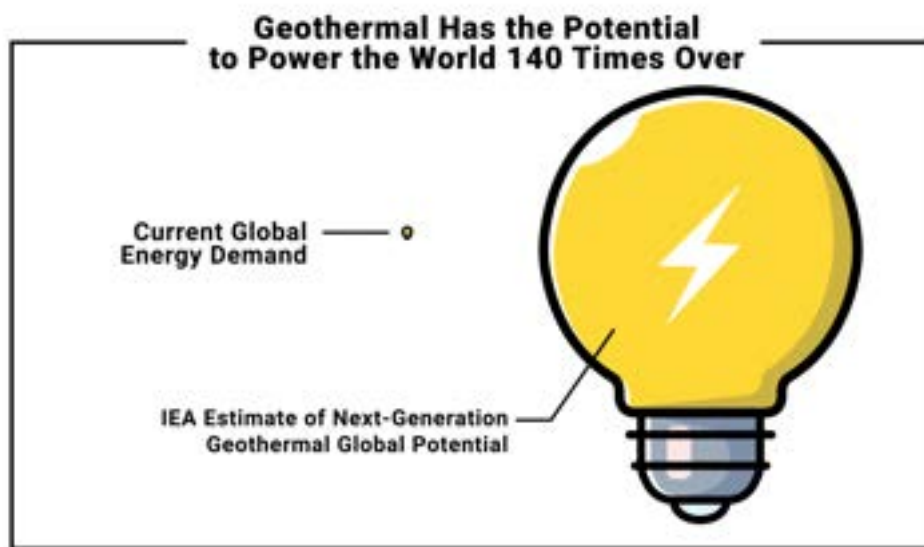 Geothermal Has the Potential
to Power the World 140 Times Over
Current Global
Energy Demand
IEA Estimate of Next-Generation
Geothermal Global Potential